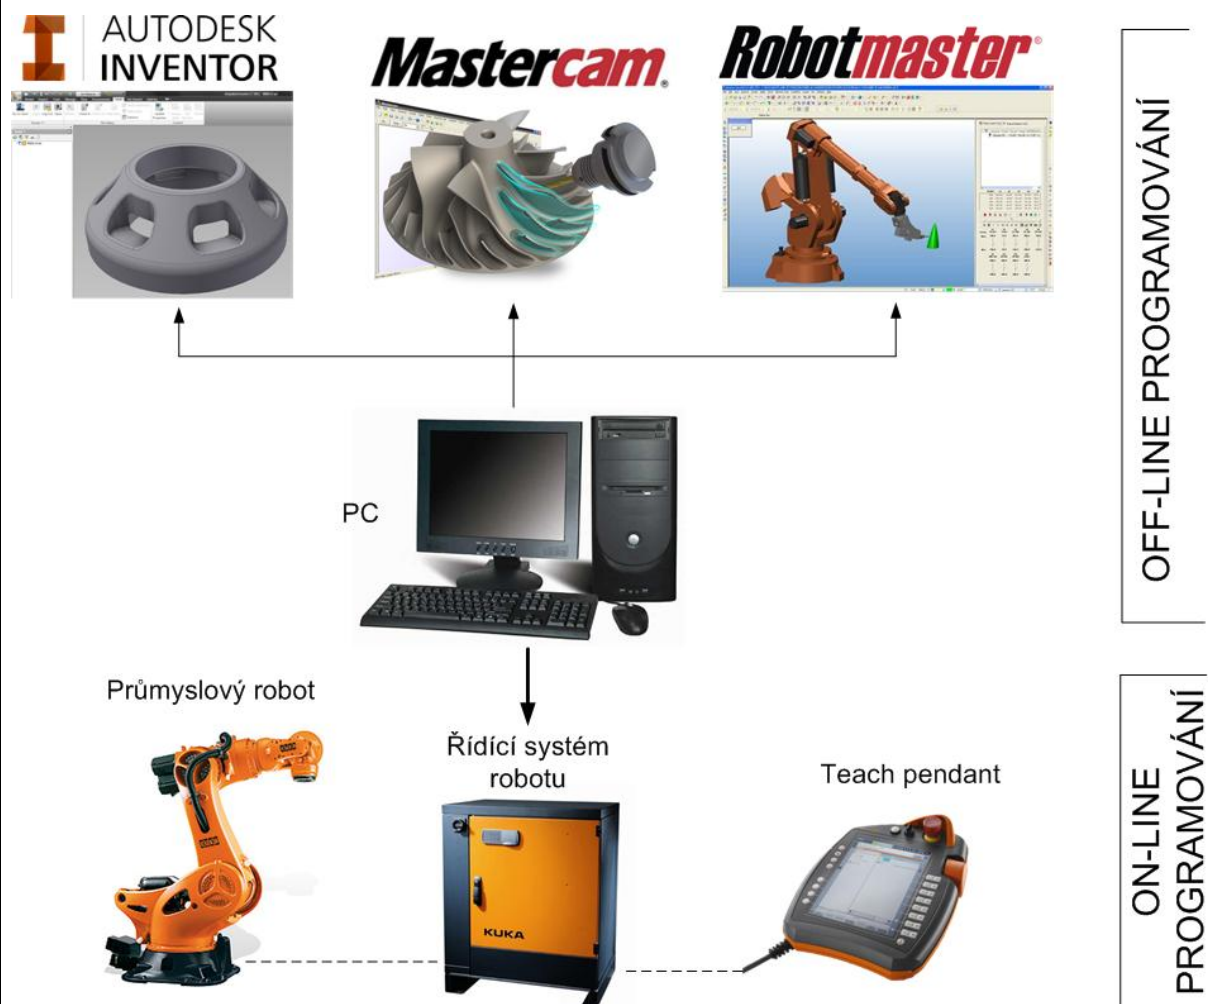 AUTODESK
INVENTOR
Mastercam®
Robotmaster®
OFF-LINE PROGRAMOVÁNÍ
PC
Průmyslový robot
Řídící systém
robotu
Teach pendant
KUKA
ON-LINE
PROGRAMOVÁNÍ